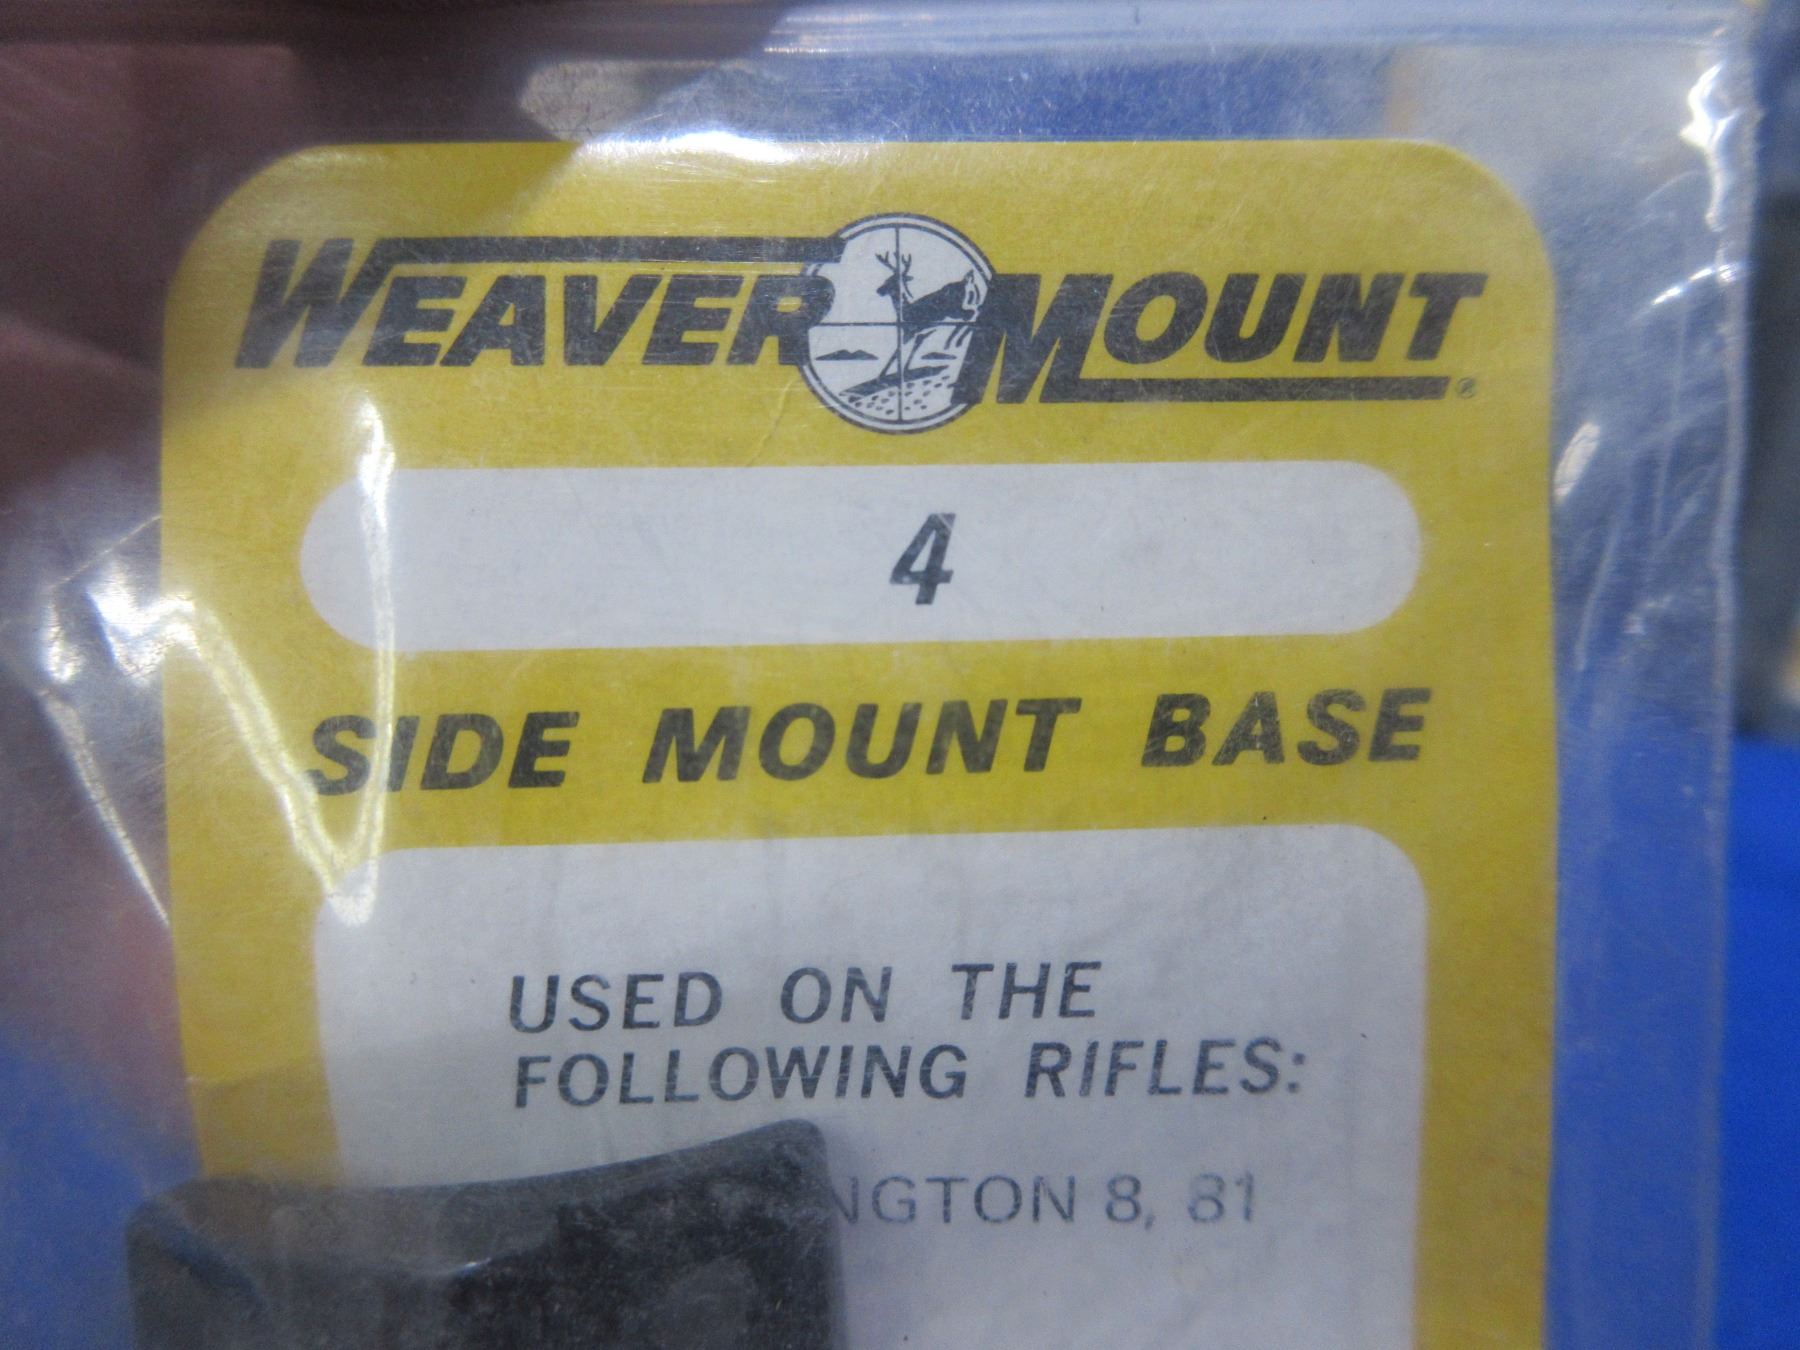 WEAVER MOUNT®
4
SIDE MOUNT BASE
USED ON THE
FOLLOWING RIFLES:
NGTON 8, 81